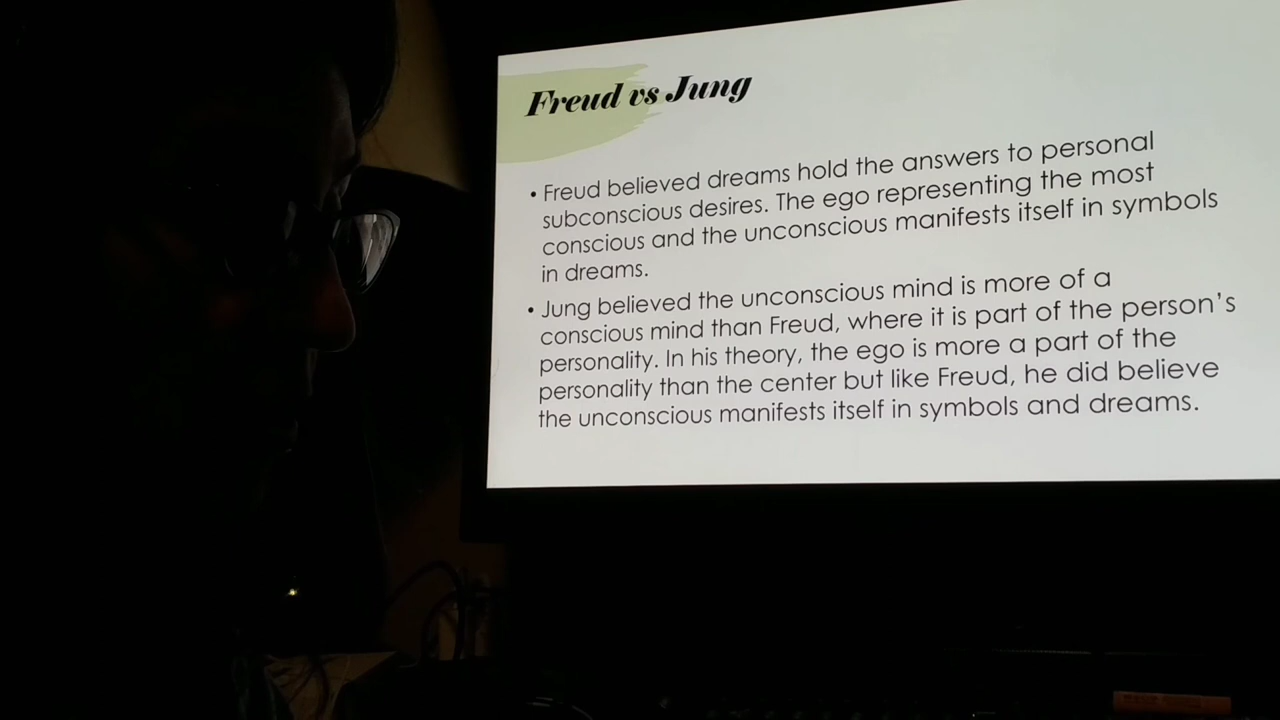 Freud vs Jung
• Freud believed dreams hold the answers to personal
subconscious desires. The ego representing the most
conscious and the unconscious manifests itself in symbols
in dreams.
• Jung believed the unconscious mind is more of a
conscious mind than Freud, where it is part of the person's
personality. In his theory, the ego is more a part of the
personality than the center but like Freud, he did believe
the unconscious manifests itself in symbols and dreams.